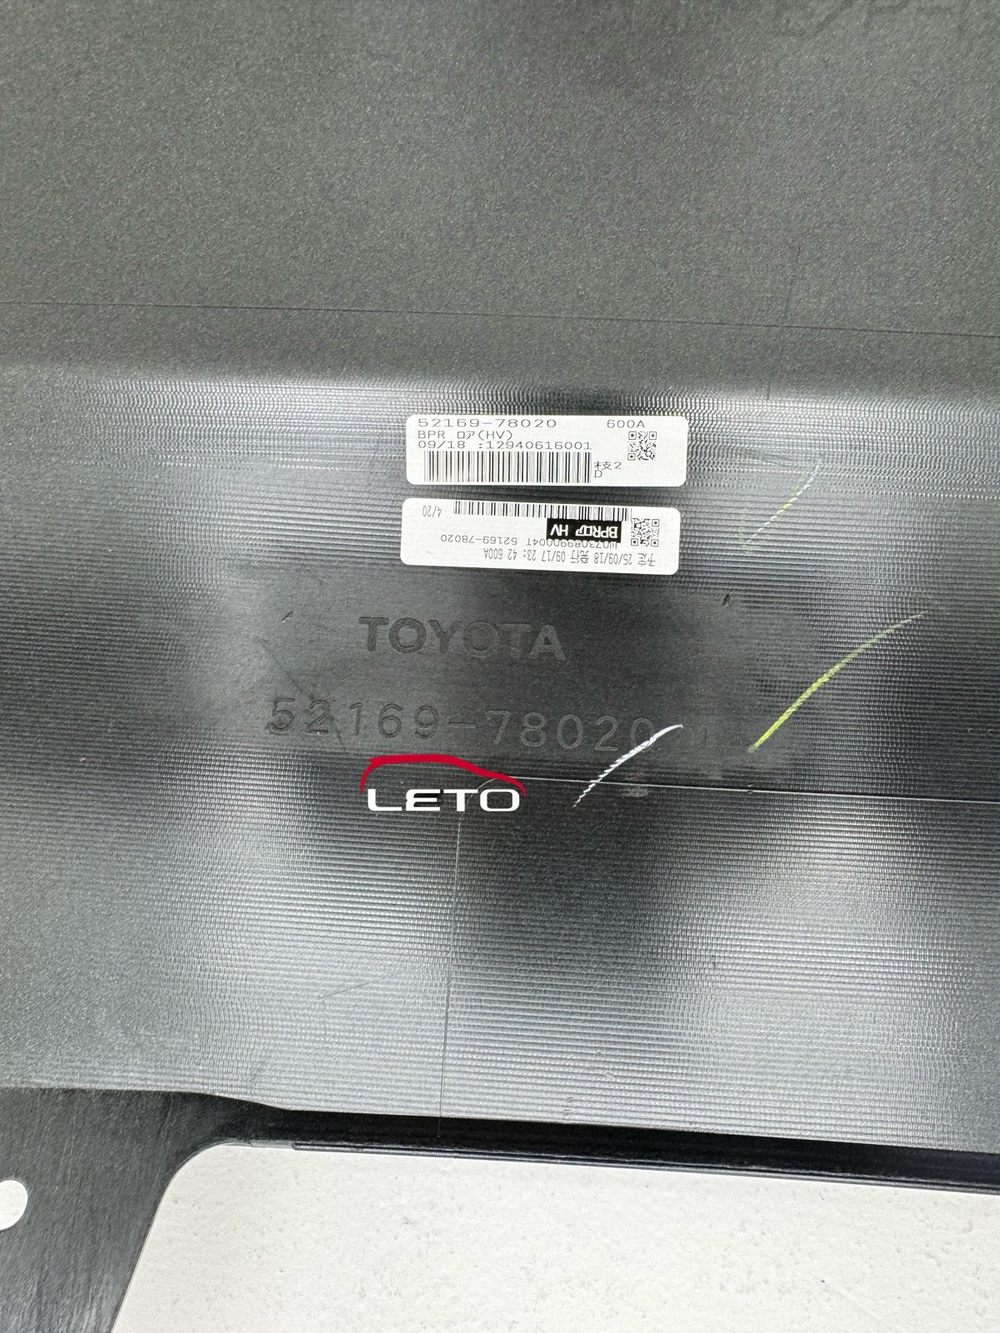 52169-78020 600A
BPR ロア(HV)
09/18 :12940616001
枝2
D
予定 25/09/18 発行 09/17 23:42 600A
W073089900004T 52169-78020
BPRロア HV
4/20
TOYOTA
52169-78020
LETO